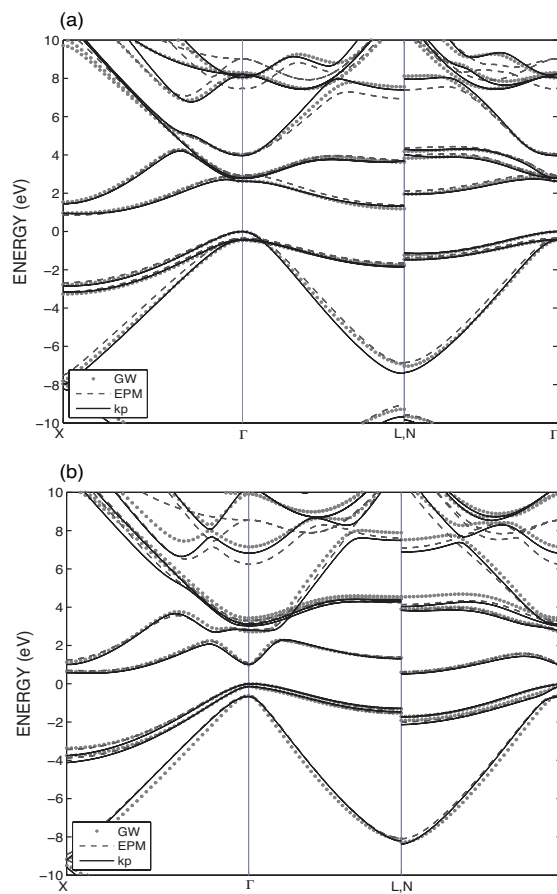 (a)
10
8
6
4
2
0
−2
−4
−6
−8
−10
ENERGY (eV)
GW
EPM
kp
X Γ L,N Γ
(b)
10
8
6
4
2
0
−2
−4
−6
−8
−10
ENERGY (eV)
GW
EPM
kp
X Γ L,N Γ